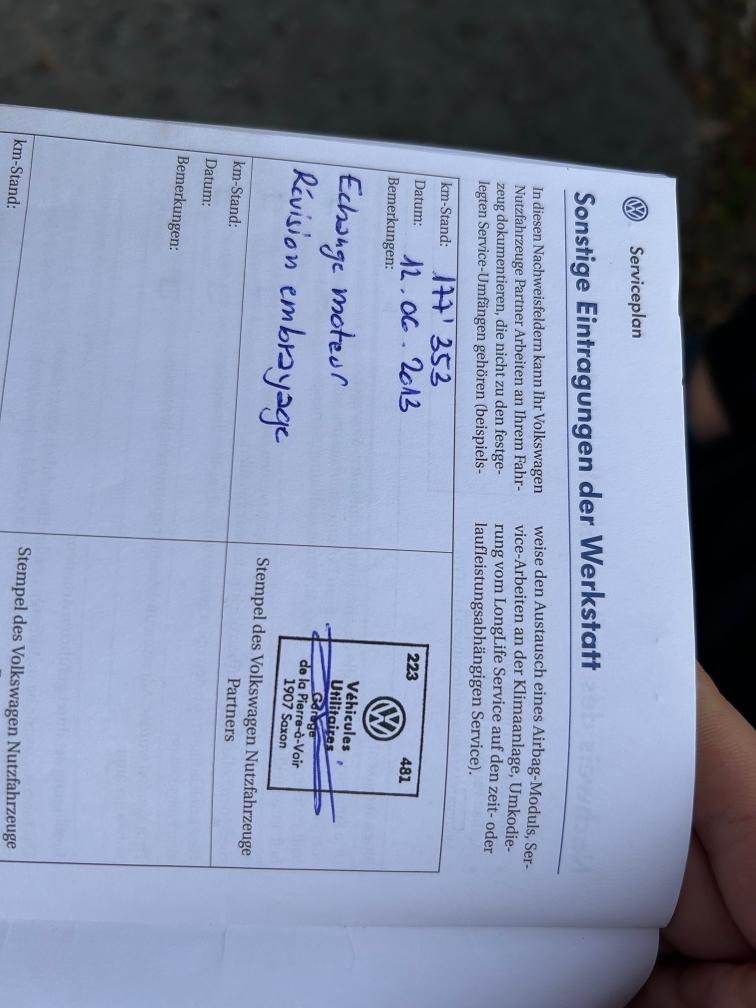 Serviceplan
Sonstige Eintragungen der Werkstatt
In diesen Nachweisfeldern kann Ihr Volkswagen
Nutzfahrzeuge Partner Arbeiten an Ihrem Fahr-
zeug dokumentieren, die nicht zu den festge-
legten Service-Umfängen gehören (beispiels-
weise den Austausch eines Airbag-Moduls, Ser-
vice-Arbeiten an der Klimaanlage, Umkodie-
rung vom LongLife Service auf den zeit- oder
laufleistungsabhängigen Service).
km-Stand: 177'353
Datum: 12.06.2013
Bemerkungen:
Echange moteur
Révision embrayage
223 481
Véhicules
Utilitaires
Garage
de la Pierre-à-Voir
1907 Saxon
Stempel des Volkswagen Nutzfahrzeuge
Partners
km-Stand:
Datum:
Bemerkungen:
Stempel des Volkswagen Nutzfahrzeuge
km-Stand: